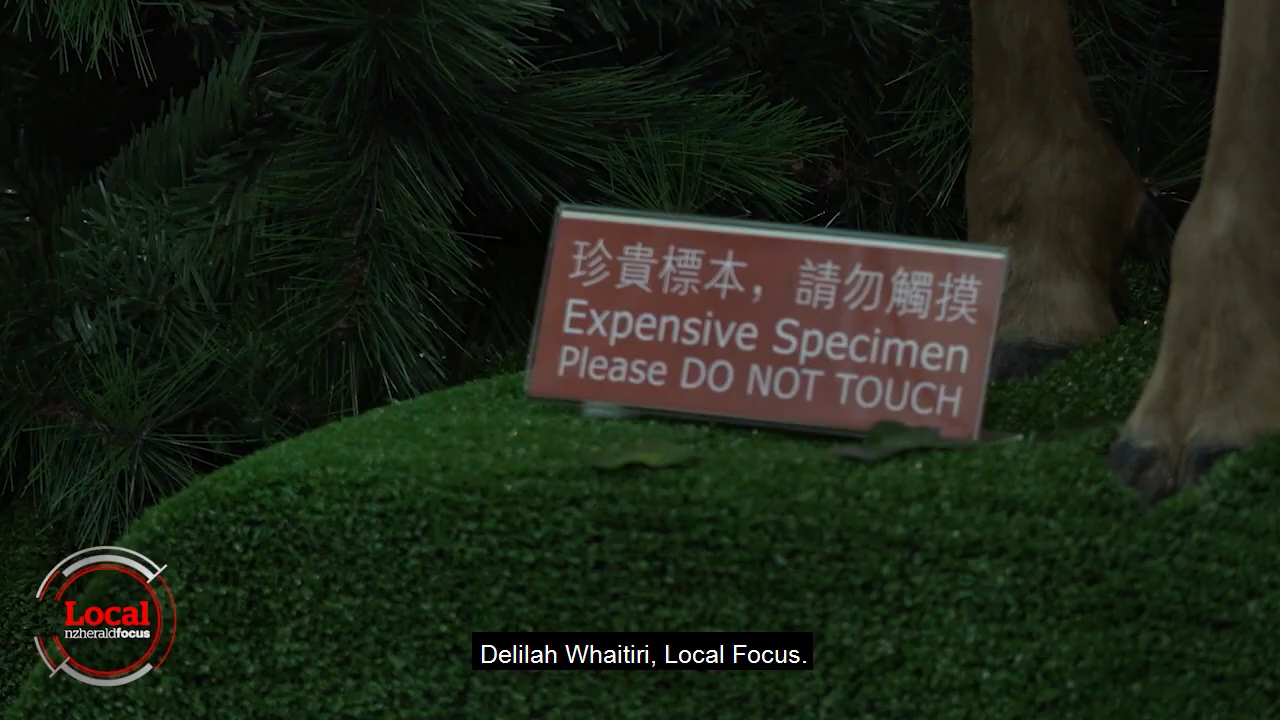 珍貴標本，請勿觸摸
Expensive Specimen
Please DO NOT TOUCH
Local
nzheraldfocus
Delilah Whaitiri, Local Focus.